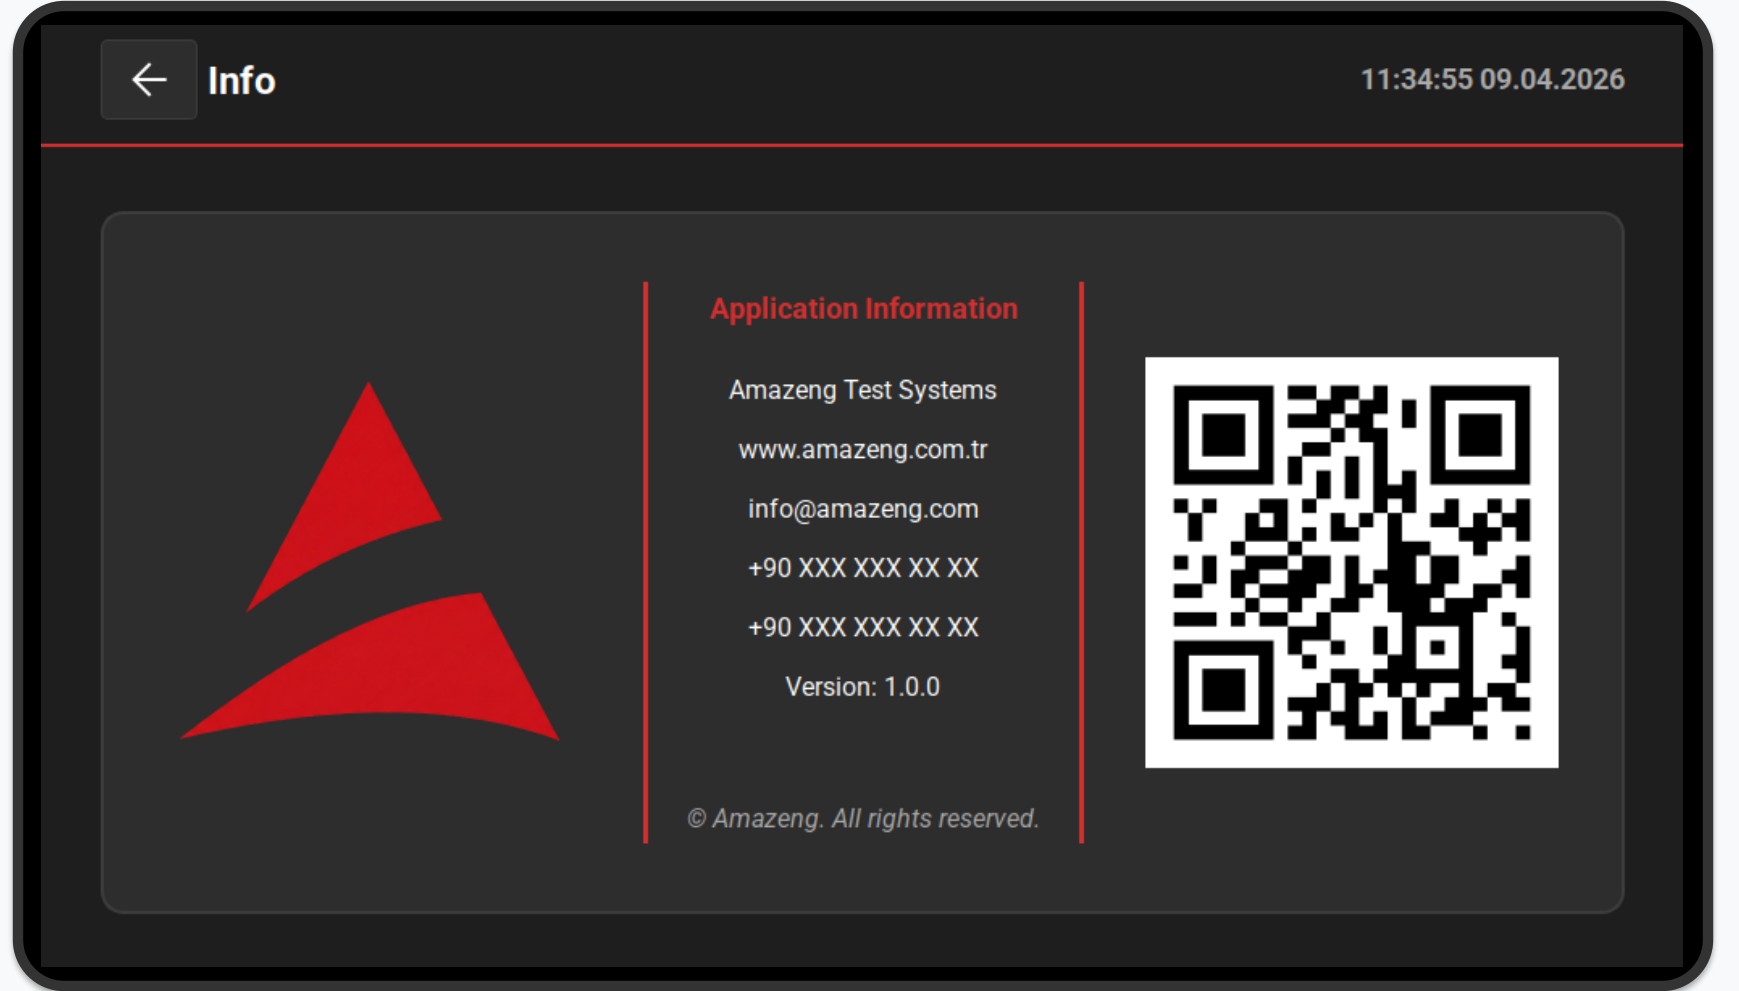 Info
11:34:55 09.04.2026
Application Information
Amazeng Test Systems
www.amazeng.com.tr
info@amazeng.com
+90 XXX XXX XX XX
+90 XXX XXX XX XX
Version: 1.0.0
© Amazeng. All rights reserved.